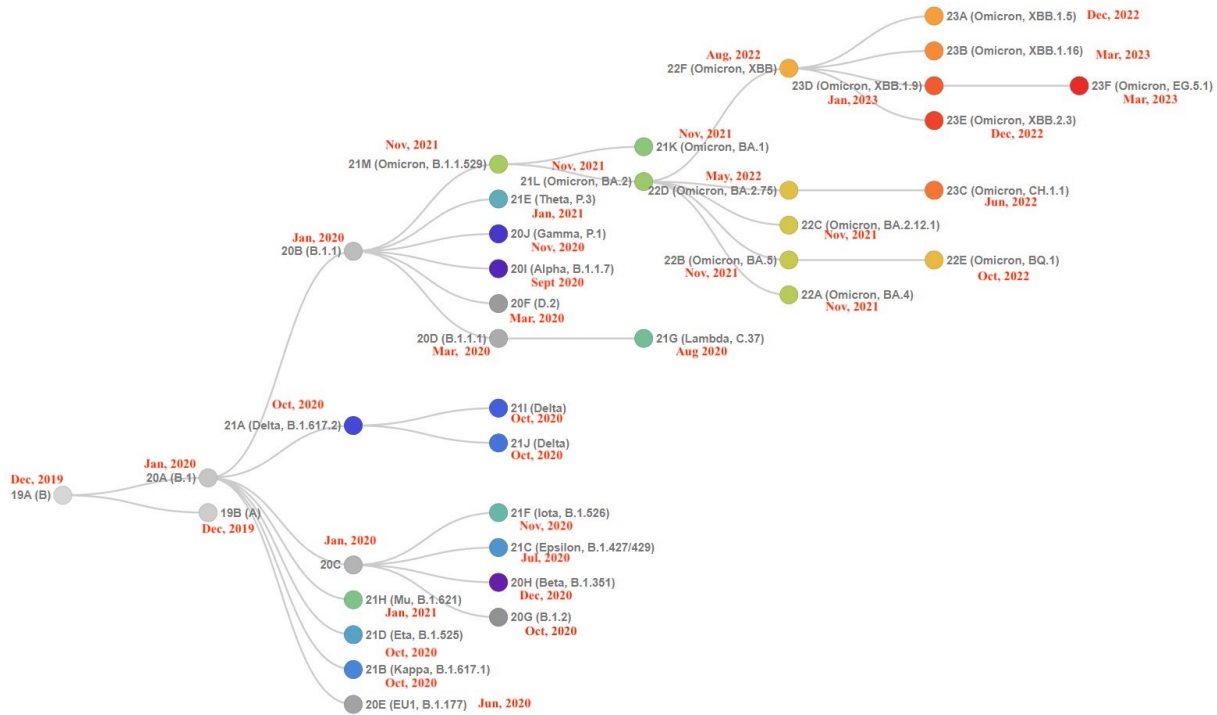 23A (Omicron, XBB.1.5)
Dec, 2022
Aug, 2022
23B (Omicron, XBB.1.16)
Mar, 2023
22F (Omicron, XBB)
23D (Omicron, XBB.1.9)
Jan, 2023
23F (Omicron, EG.5.1)
Mar, 2023
23E (Omicron, XBB.2.3)
Dec, 2022
Nov, 2021
21M (Omicron, B.1.1.529)
Nov, 2021
21K (Omicron, BA.1)
Nov, 2021
21L (Omicron, BA.2)
May, 2022
22D (Omicron, BA.2.75)
23C (Omicron, CH.1.1)
Jun, 2022
21E (Theta, P.3)
Jan, 2021
22C (Omicron, BA.2.12.1)
Nov, 2021
20J (Gamma, P.1)
Nov, 2020
Jan, 2020
20B (B.1.1)
22B (Omicron, BA.5)
Nov, 2021
22E (Omicron, BQ.1)
Oct, 2022
20I (Alpha, B.1.1.7)
Sept 2020
22A (Omicron, BA.4)
Nov, 2021
20F (D.2)
Mar, 2020
20D (B.1.1.1)
Mar, 2020
21G (Lambda, C.37)
Aug 2020
Oct, 2020
21A (Delta, B.1.617.2)
21I (Delta)
Oct, 2020
21J (Delta)
Oct, 2020
Dec, 2019
19A (B)
Jan, 2020
20A (B.1)
19B (A)
Dec, 2019
Jan, 2020
20C
21F (Iota, B.1.526)
Nov, 2020
21C (Epsilon, B.1.427/429)
Jul, 2020
20H (Beta, B.1.351)
Dec, 2020
20G (B.1.2)
Oct, 2020
21H (Mu, B.1.621)
Jan, 2021
21D (Eta, B.1.525)
Oct, 2020
21B (Kappa, B.1.617.1)
Oct, 2020
20E (EU1, B.1.177)
Jun, 2020